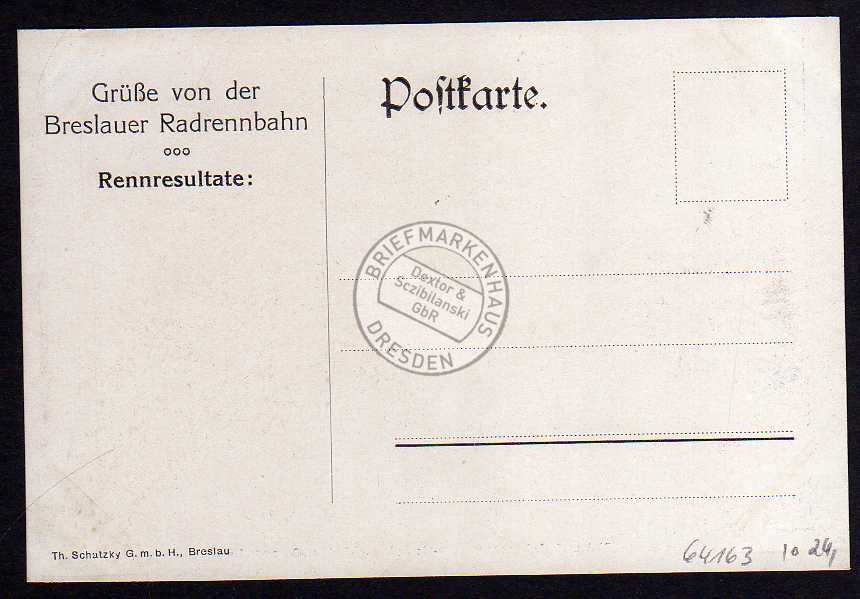 Grüße von der
Breslauer Radrennbahn
ooo
Rennresultate:
Poſtkarte.
BRIEFMARKENHAUS
Dextor &
Sczibilanski
GbR
DRESDEN
Th. Schatzky G. m. b. H., Breslau
64163 10 24,